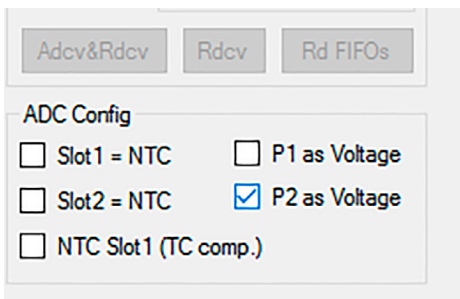 Adcv&Rdcv Rdcv Rd FIFOs
ADC Config
Slot1 = NTC P1 as Voltage
Slot2 = NTC P2 as Voltage
NTC Slot1 (TC comp.)